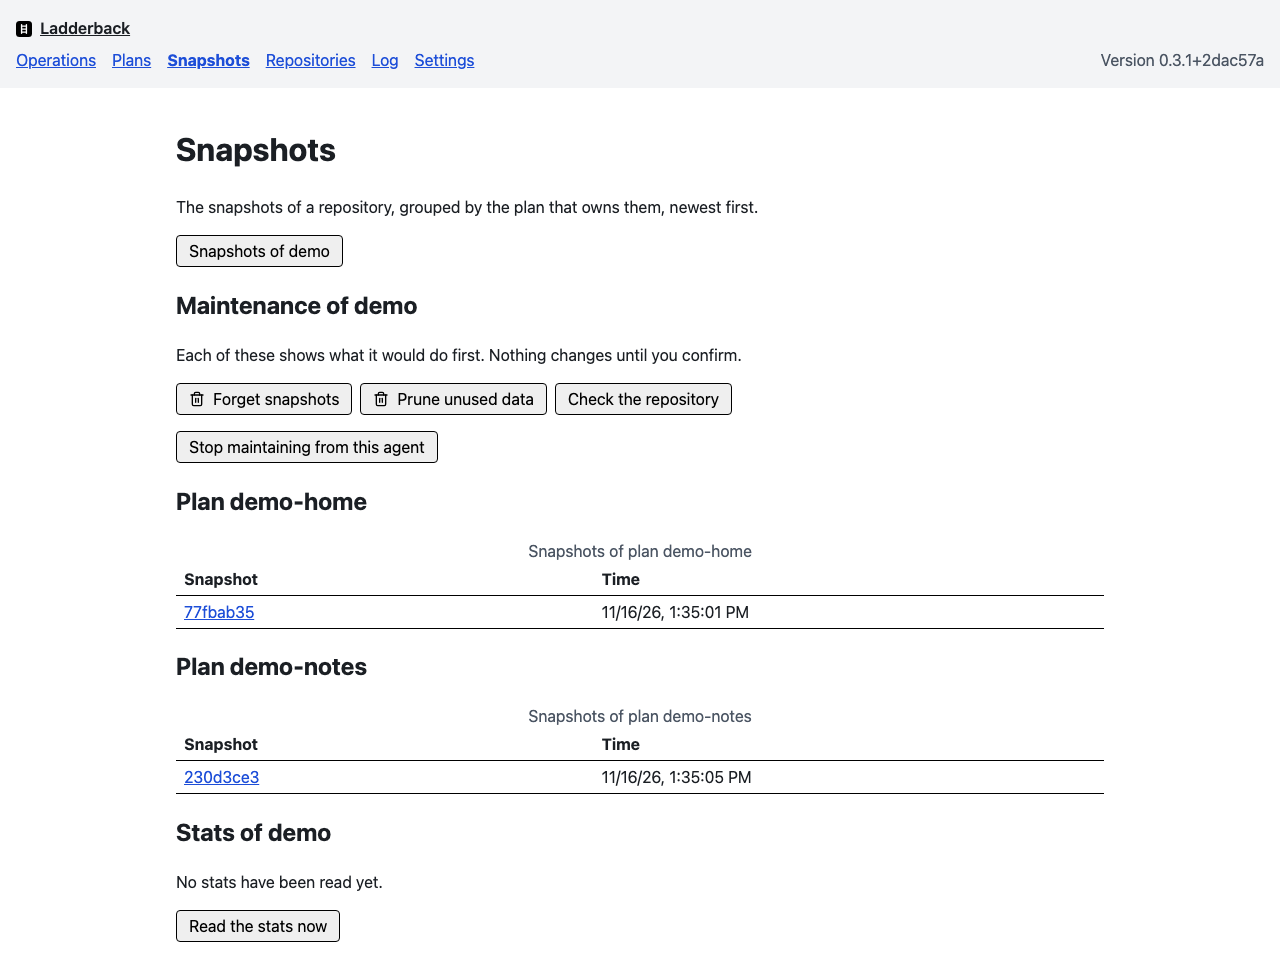 Ladderback
Operations Plans Snapshots Repositories Log Settings Version 0.3.1+2dac57a
Snapshots
The snapshots of a repository, grouped by the plan that owns them, newest first.
Snapshots of demo
Maintenance of demo
Each of these shows what it would do first. Nothing changes until you confirm.
Forget snapshots Prune unused data Check the repository
Stop maintaining from this agent
Plan demo-home
Snapshots of plan demo-home
Snapshot Time
77fbab35 11/16/26, 1:35:01 PM
Plan demo-notes
Snapshots of plan demo-notes
Snapshot Time
230d3ce3 11/16/26, 1:35:05 PM
Stats of demo
No stats have been read yet.
Read the stats now